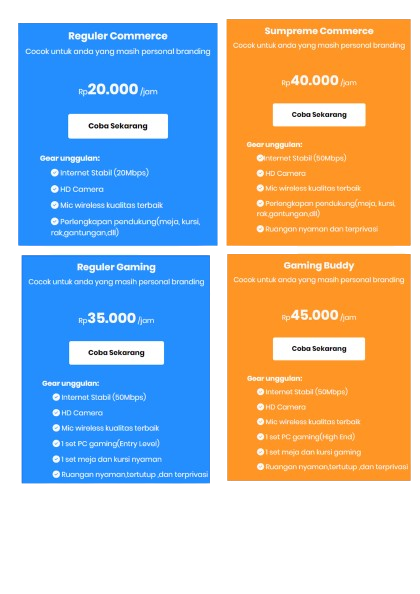 Reguler Commerce
Cocok untuk anda yang masih personal branding
Rp20.000 /jam
Coba Sekarang
Gear unggulan:
Internet Stabil (20Mbps)
HD Camera
Mic wireless kualitas terbaik
Perlengkapan pendukung(meja, kursi,
rak,gantungan,dll)
Sumpreme Commerce
Cocok untuk anda yang masih personal branding
Rp40.000 /jam
Coba Sekarang
Gear unggulan:
Internet Stabil (50Mbps)
HD Camera
Mic wireless kualitas terbaik
Perlengkapan pendukung(meja, kursi,
rak,gantungan,dll)
Ruangan nyaman dan terprivasi
Reguler Gaming
Cocok untuk anda yang masih personal branding
Rp35.000 /jam
Coba Sekarang
Gear unggulan:
Internet Stabil (50Mbps)
HD Camera
Mic wireless kualitas terbaik
1 set PC gaming(Entry Level)
1 set meja dan kursi nyaman
Ruangan nyaman,tertutup ,dan terprivasi
Gaming Buddy
Cocok untuk anda yang masih personal branding
Rp45.000 /jam
Coba Sekarang
Gear unggulan:
Internet Stabil (50Mbps)
HD Camera
Mic wireless kualitas terbaik
1 set PC gaming(High End)
1 set meja dan kursi gaming
Ruangan nyaman,tertutup ,dan terprivasi